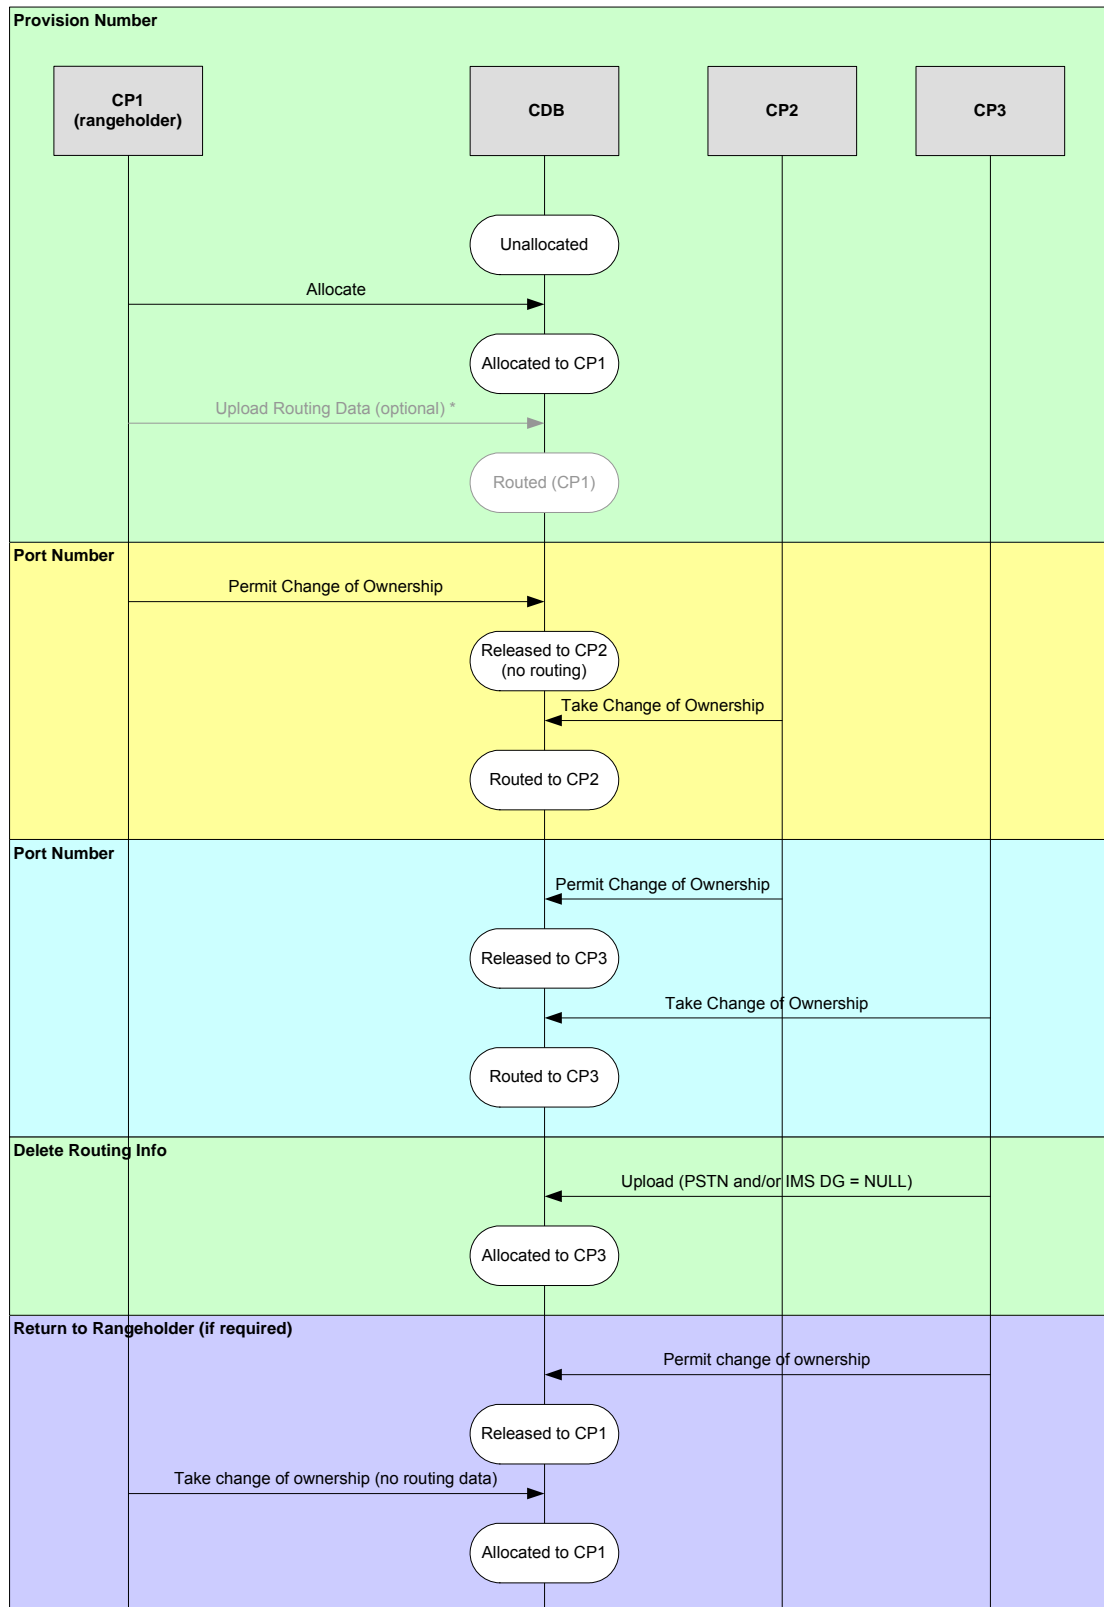 Provision Number
CP1
(rangeholder)
CDB
CP2
CP3
Unallocated
Allocate
Allocated to CP1
Upload Routing Data (optional) *
Routed (CP1)
Port Number
Permit Change of Ownership
Released to CP2
(no routing)
Take Change of Ownership
Routed to CP2
Port Number
Permit Change of Ownership
Released to CP3
Take Change of Ownership
Routed to CP3
Delete Routing Info
Upload (PSTN and/or IMS DG = NULL)
Allocated to CP3
Return to Rangeholder (if required)
Permit change of ownership
Released to CP1
Take change of ownership (no routing data)
Allocated to CP1